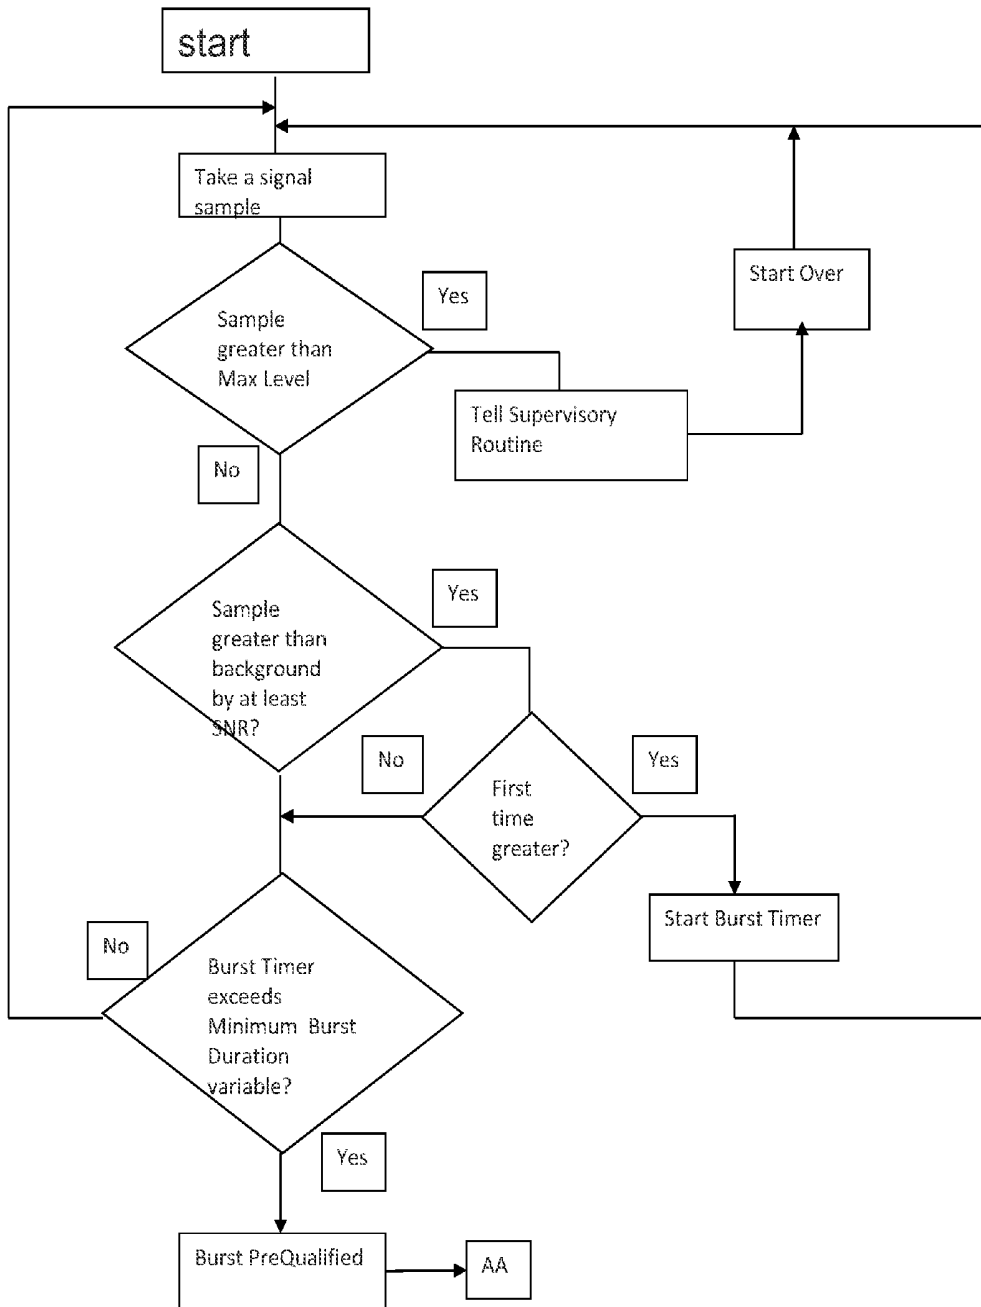 start
Take a signal
sample
Yes
Start Over
Sample
greater than
Max Level
Tell Supervisory
Routine
No
Yes
Sample
greater than
background
by at least
SNR?
No
Yes
First
time
greater?
Start Burst Timer
No
Burst Timer
exceeds
Minimum Burst
Duration
variable?
Yes
Burst PreQualified
AA